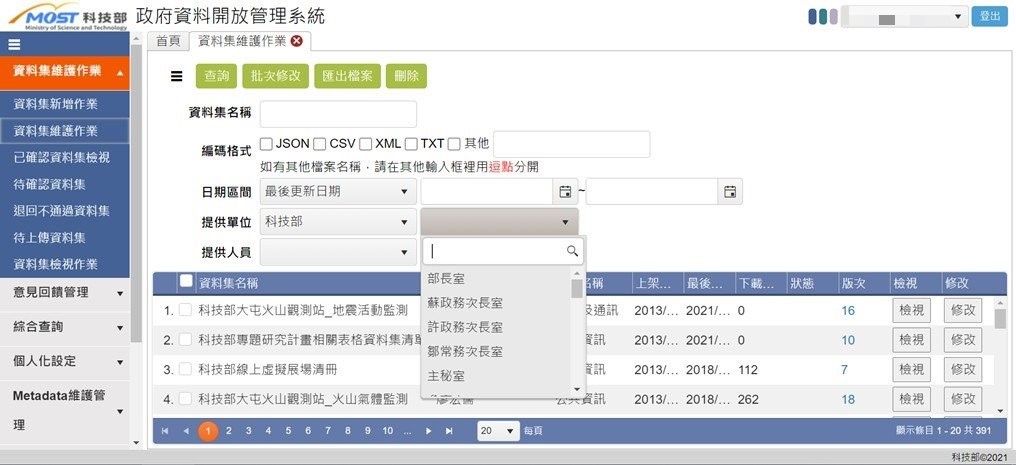 MOST 科技部 政府資料開放管理系統
Ministry of Science and Technology
登出
首頁 資料集維護作業
資料集維護作業
資料集新增作業
資料集維護作業
已確認資料集檢視
待確認資料集
退回不通過資料集
待上傳資料集
資料集檢視作業
意見回饋管理
綜合查詢
個人化設定
Metadata維護管
理
查詢 批次修改 匯出檔案 刪除
資料集名稱
編碼格式 JSON CSV XML TXT 其他
如有其他檔案名稱，請在其他輸入框裡用逗點分開
日期區間 最後更新日期 ~
提供單位 科技部
提供人員
部長室
蘇政務次長室
許政務次長室
鄒常務次長室
主秘室
資料集名稱 名稱 上架... 最後... 下載... 狀態 版次 檢視 修改
1. 科技部大屯火山觀測站_地震活動監測 及通訊 2013/... 2021/... 0 16 檢視 修改
2. 科技部專題研究計畫相關表格資料集清單 資訊 2013/... 2021/... 0 10 檢視 修改
3. 科技部線上虛擬展場清冊 資訊 2013/... 2018/... 112 7 檢視 修改
4. 科技部大屯火山觀測站_火山氣體監測 公共資訊 2013/... 2018/... 262 18 檢視 修改
1 2 3 4 5 6 7 8 9 10 ... 20 每頁 顯示條目 1 - 20 共 391
科技部©2021